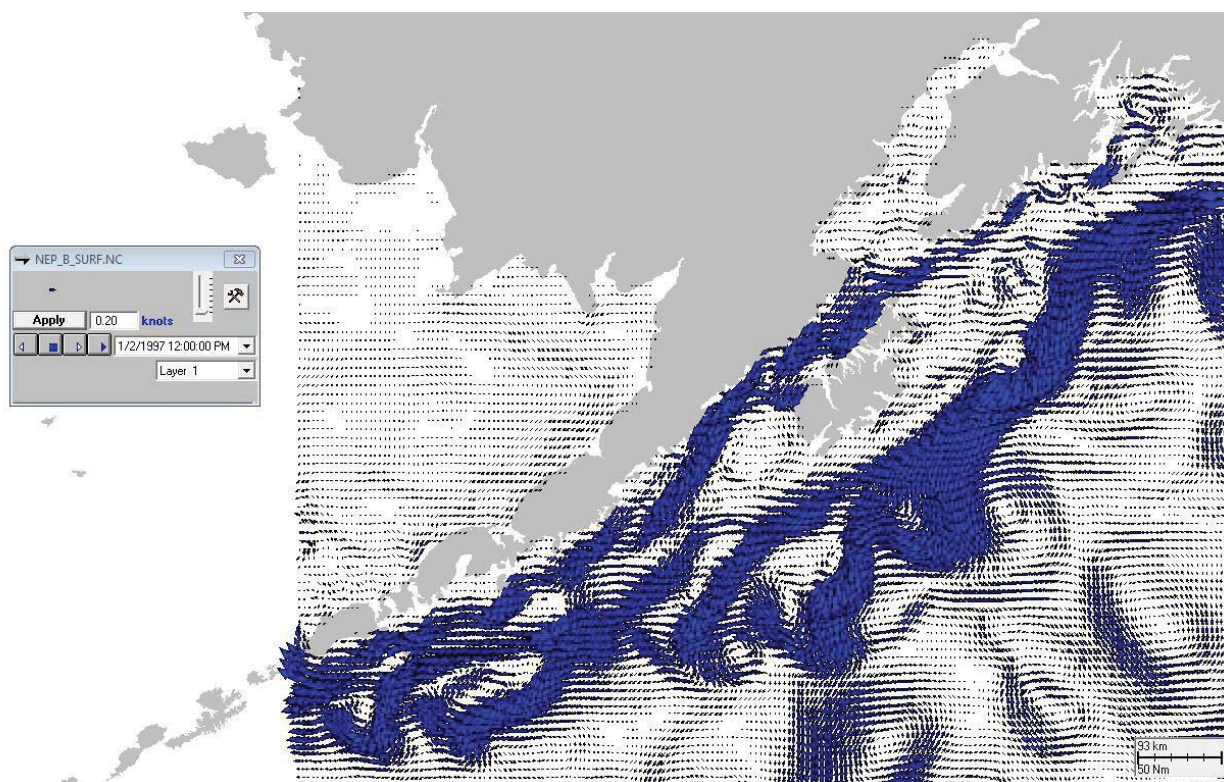 NEP_B_SURF.NC
Apply 0.20 knots
1/2/1997 12:00:00 PM
Layer 1
93 km
50 Nm